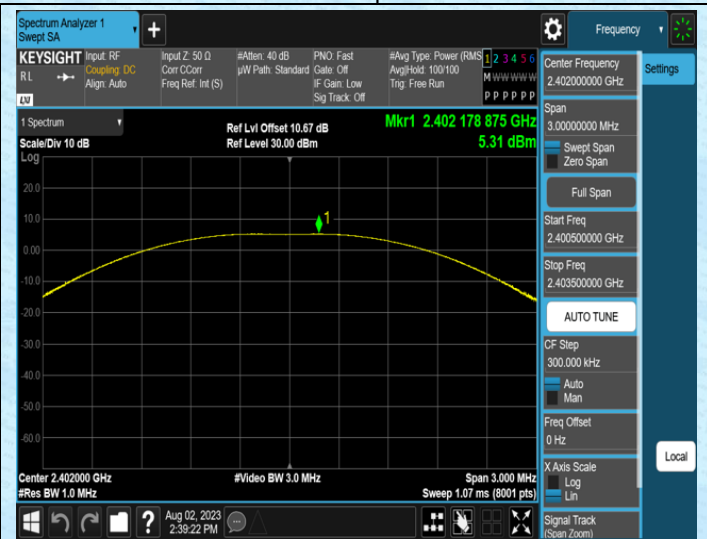 Spectrum Analyzer 1
Swept SA
+
Frequency
KEYSIGHT
RL
LXI
Input: RF
Coupling: DC
Align: Auto
Input Z: 50 Ω
Corr CCorr
Freq Ref: Int (S)
#Atten: 40 dB
µW Path: Standard
PNO: Fast
Gate: Off
IF Gain: Low
Sig Track: Off
#Avg Type: Power (RMS
Avg|Hold: 100/100
Trig: Free Run
1 2 3 4 5 6
M W W W W W
P P P P P P
1 Spectrum
Scale/Div 10 dB
Log
Ref Lvl Offset 10.67 dB
Ref Level 30.00 dBm
Mkr1 2.402 178 875 GHz
5.31 dBm
20.0
10.0
0.00
-10.0
-20.0
-30.0
-40.0
-50.0
-60.0
1
Center 2.402000 GHz
#Res BW 1.0 MHz
#Video BW 3.0 MHz
Span 3.000 MHz
Sweep 1.07 ms (8001 pts)
Aug 02, 2023
2:39:22 PM
?
Center Frequency
2.402000000 GHz
Settings
Span
3.00000000 MHz
Swept Span
Zero Span
Full Span
Start Freq
2.400500000 GHz
Stop Freq
2.403500000 GHz
AUTO TUNE
CF Step
300.000 kHz
Auto
Man
Freq Offset
0 Hz
X Axis Scale
Log
Lin
Local
Signal Track
(Span Zoom)